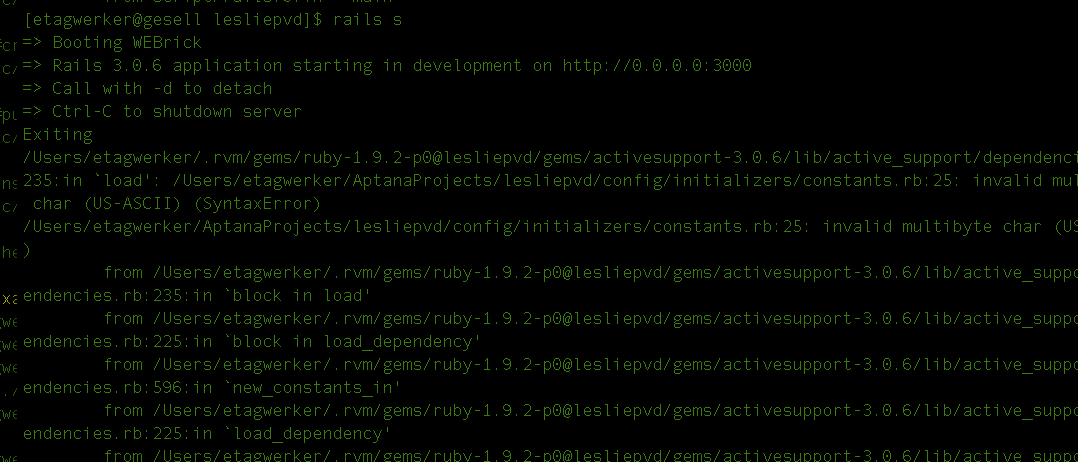 [etagwerker@gesell lesliepvd]$ rails s
=> Booting WEBrick
=> Rails 3.0.6 application starting in development on http://0.0.0.0:3000
=> Call with -d to detach
=> Ctrl-C to shutdown server
Exiting
/Users/etagwerker/.rvm/gems/ruby-1.9.2-p0@lesliepvd/gems/activesupport-3.0.6/lib/active_support/dependenci
235:in `load': /Users/etagwerker/AptanaProjects/lesliepvd/config/initializers/constants.rb:25: invalid mul
char (US-ASCII) (SyntaxError)
/Users/etagwerker/AptanaProjects/lesliepvd/config/initializers/constants.rb:25: invalid multibyte char (US
)
from /Users/etagwerker/.rvm/gems/ruby-1.9.2-p0@lesliepvd/gems/activesupport-3.0.6/lib/active_suppo
endencies.rb:235:in `block in load'
from /Users/etagwerker/.rvm/gems/ruby-1.9.2-p0@lesliepvd/gems/activesupport-3.0.6/lib/active_suppo
endencies.rb:225:in `block in load_dependency'
from /Users/etagwerker/.rvm/gems/ruby-1.9.2-p0@lesliepvd/gems/activesupport-3.0.6/lib/active_suppo
endencies.rb:596:in `new_constants_in'
from /Users/etagwerker/.rvm/gems/ruby-1.9.2-p0@lesliepvd/gems/activesupport-3.0.6/lib/active_suppo
endencies.rb:225:in `load_dependency'
from /Users/etagwerker/.rvm/gems/ruby-1.9.2-p0@lesliepvd/gems/activesupport-3.0.6/lib/active_suppo